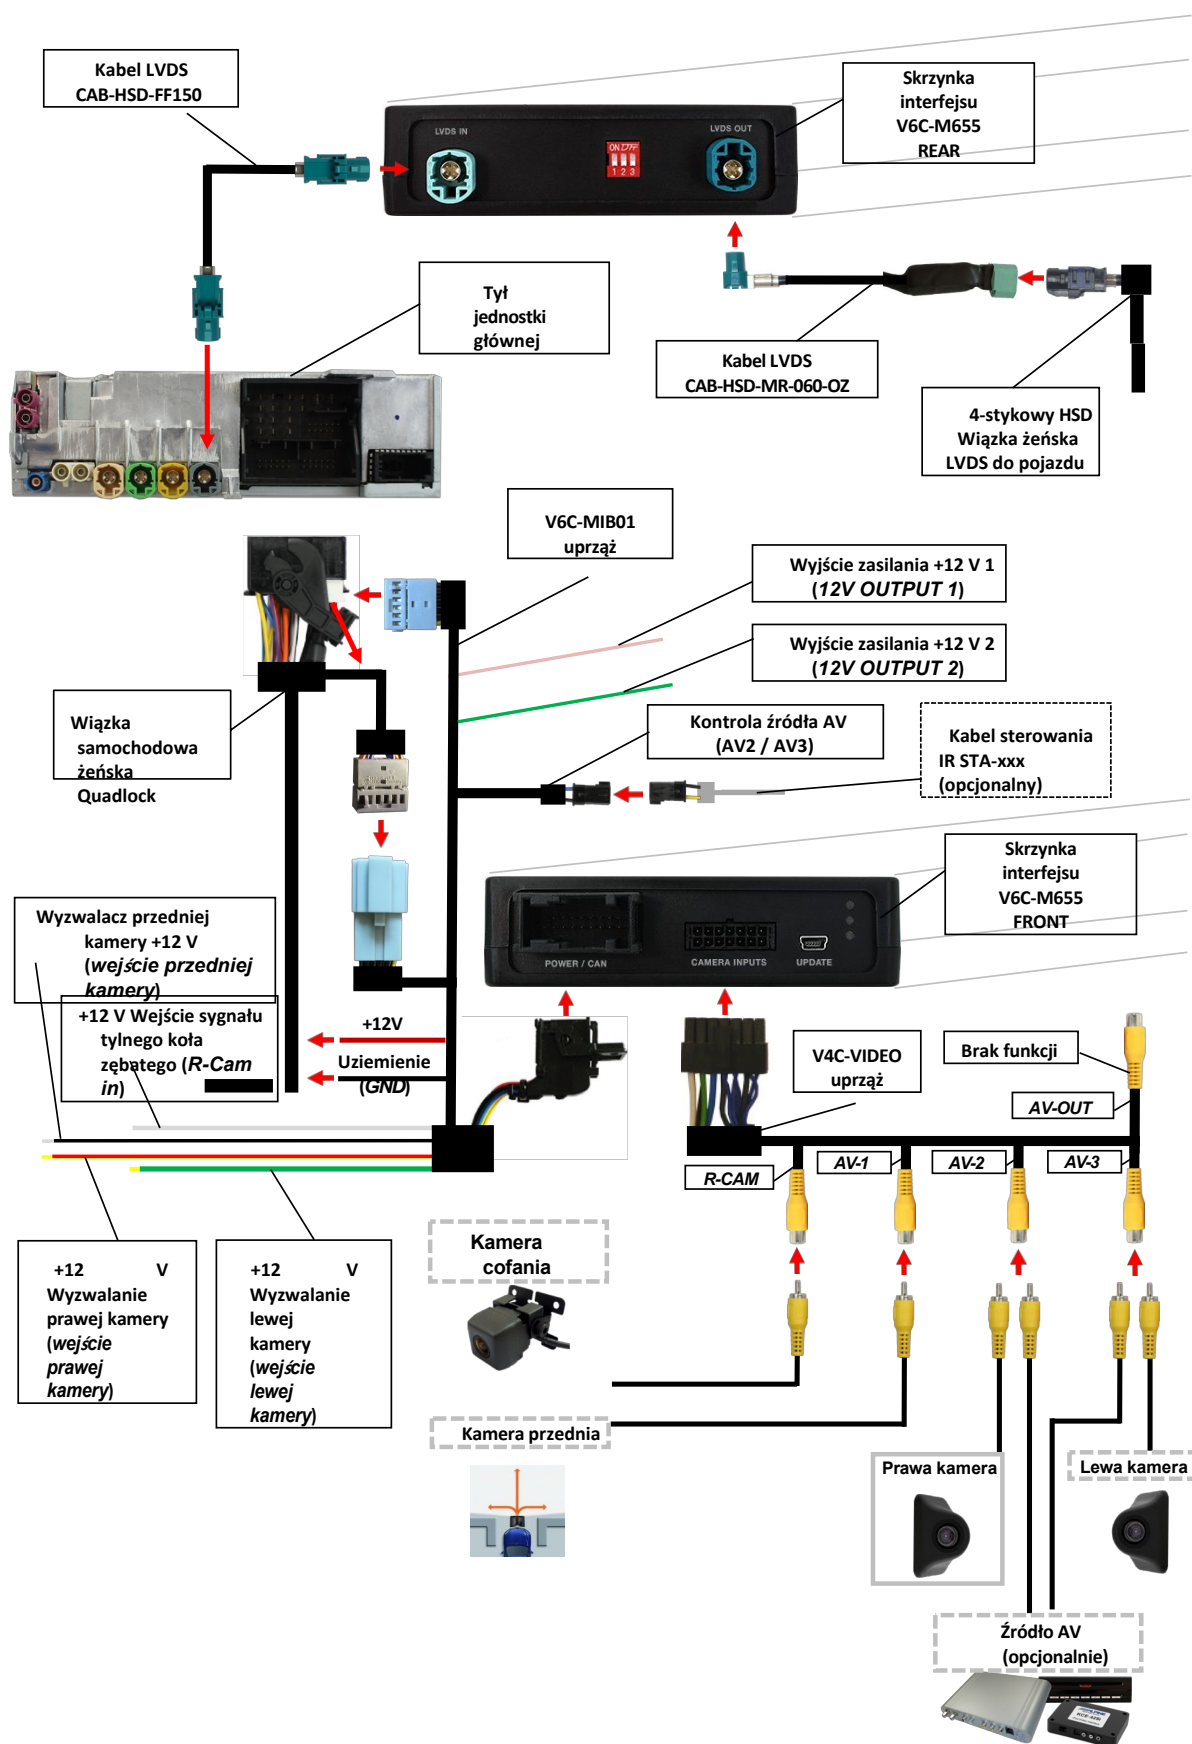 Kabel LVDS
CAB-HSD-FF150
Skrzynka
interfejsu
V6C-M655
REAR
LVDS IN
LVDS OUT
ON
1 2 3
Tył
jednostki
głównej
Kabel LVDS
CAB-HSD-MR-060-OZ
4-stykowy HSD
Wiązka żeńska
LVDS do pojazdu
V6C-MIB01
uprząż
Wyjście zasilania +12 V 1
(12V OUTPUT 1)
Wyjście zasilania +12 V 2
(12V OUTPUT 2)
Wiązka
samochodowa
żeńska
Quadlock
Kontrola źródła AV
(AV2 / AV3)
Kabel sterowania
IR STA-xxx
(opcjonalny)
Skrzynka
interfejsu
V6C-M655
FRONT
POWER / CAN
CAMERA INPUTS
UPDATE
Wyzwalacz przedniej
kamery +12 V
(wejście przedniej
kamery)
+12 V Wejście sygnału
tylnego koła
zębatego (R-Cam
in)
+12V
Uziemienie
(GND)
V4C-VIDEO
uprząż
Brak funkcji
AV-OUT
R-CAM
AV-1
AV-2
AV-3
+12 V
Wyzwalanie
prawej kamery
(wejście
prawej
kamery)
+12 V
Wyzwalanie
lewej
kamery
(wejście
lewej
kamery)
Kamera
cofania
Kamera przednia
Prawa kamera
Lewa kamera
Źródło AV
(opcjonalnie)